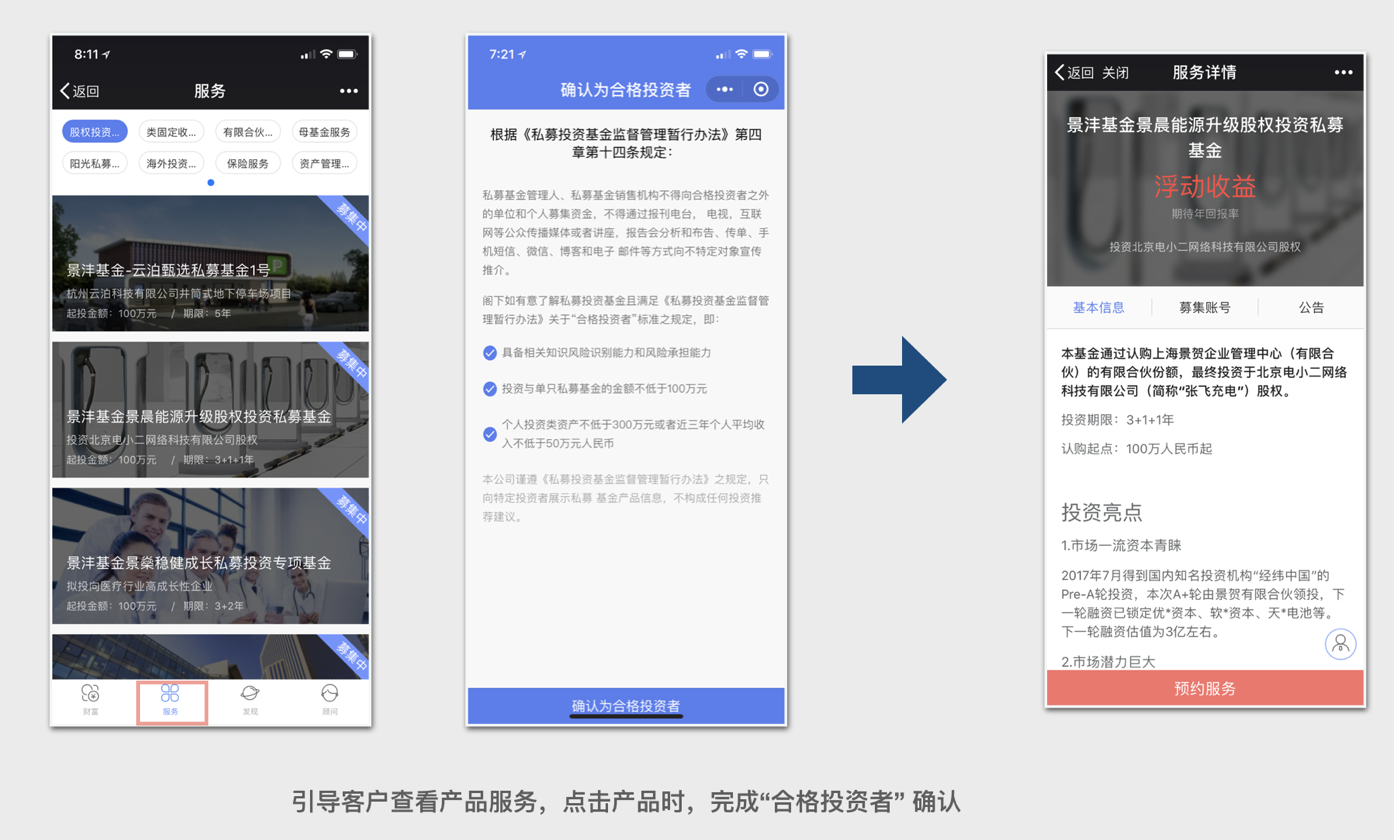 8:11
返回
服务
股权投资...
类固定收...
有限合伙...
母基金服务
阳光私募...
海外投资...
保险服务
资产管理...
募集中
景沣基金-云泊甄选私募基金1号
杭州云泊科技有限公司井筒式地下停车场项目
起投金额：100万元 / 期限：5年
募集中
景沣基金景晨能源升级股权投资私募基金
投资北京电小二网络科技有限公司股权
起投金额：100万元 / 期限：3+1+1年
募集中
景沣基金景燊稳健成长私募投资专项基金
拟投向医疗行业高成长性企业
起投金额：100万元 / 期限：3+2年
募集中
财富
服务
发现
顾问
7:21
确认为合格投资者
根据《私募投资基金监督管理暂行办法》第四
章第十四条规定：
私募基金管理人、私募基金销售机构不得向合格投资者之外
的单位和个人募集资金，不得通过报刊电台， 电视，互联
网等公众传播媒体或者讲座，报告会分析和布告、传单、手
机短信、微信、博客和电子 邮件等方式向不特定对象宣传
推介。
阁下如有意了解私募投资基金且满足《私募投资基金监督管
理暂行办法》关于“合格投资者”标准之规定，即：
具备相关知识风险识别能力和风险承担能力
投资与单只私募基金的金额不低于100万元
个人投资类资产不低于300万元或者近三年个人平均收
入不低于50万元人民币
本公司谨遵《私募投资基金监督管理暂行办法》之规定，只
向特定投资者展示私募 基金产品信息，不构成任何投资推
荐建议。
确认为合格投资者
返回 关闭
服务详情
景沣基金景晨能源升级股权投资私募
基金
浮动收益
期待年回报率
投资北京电小二网络科技有限公司股权
基本信息
募集账号
公告
本基金通过认购上海景贺企业管理中心（有限合
伙）的有限合伙份额，最终投资于北京电小二网络
科技有限公司（简称“张飞充电”）股权。
投资期限：3+1+1年
认购起点：100万人民币起
投资亮点
1.市场一流资本青睐
2017年7月得到国内知名投资机构“经纬中国”的
Pre-A轮投资，本次A+轮由景贺有限合伙领投，下
一轮融资已锁定优*资本、软*资本、天*电池等。
下一轮融资估值为3亿左右。
2.市场潜力巨大
预约服务
引导客户查看产品服务，点击产品时，完成“合格投资者” 确认